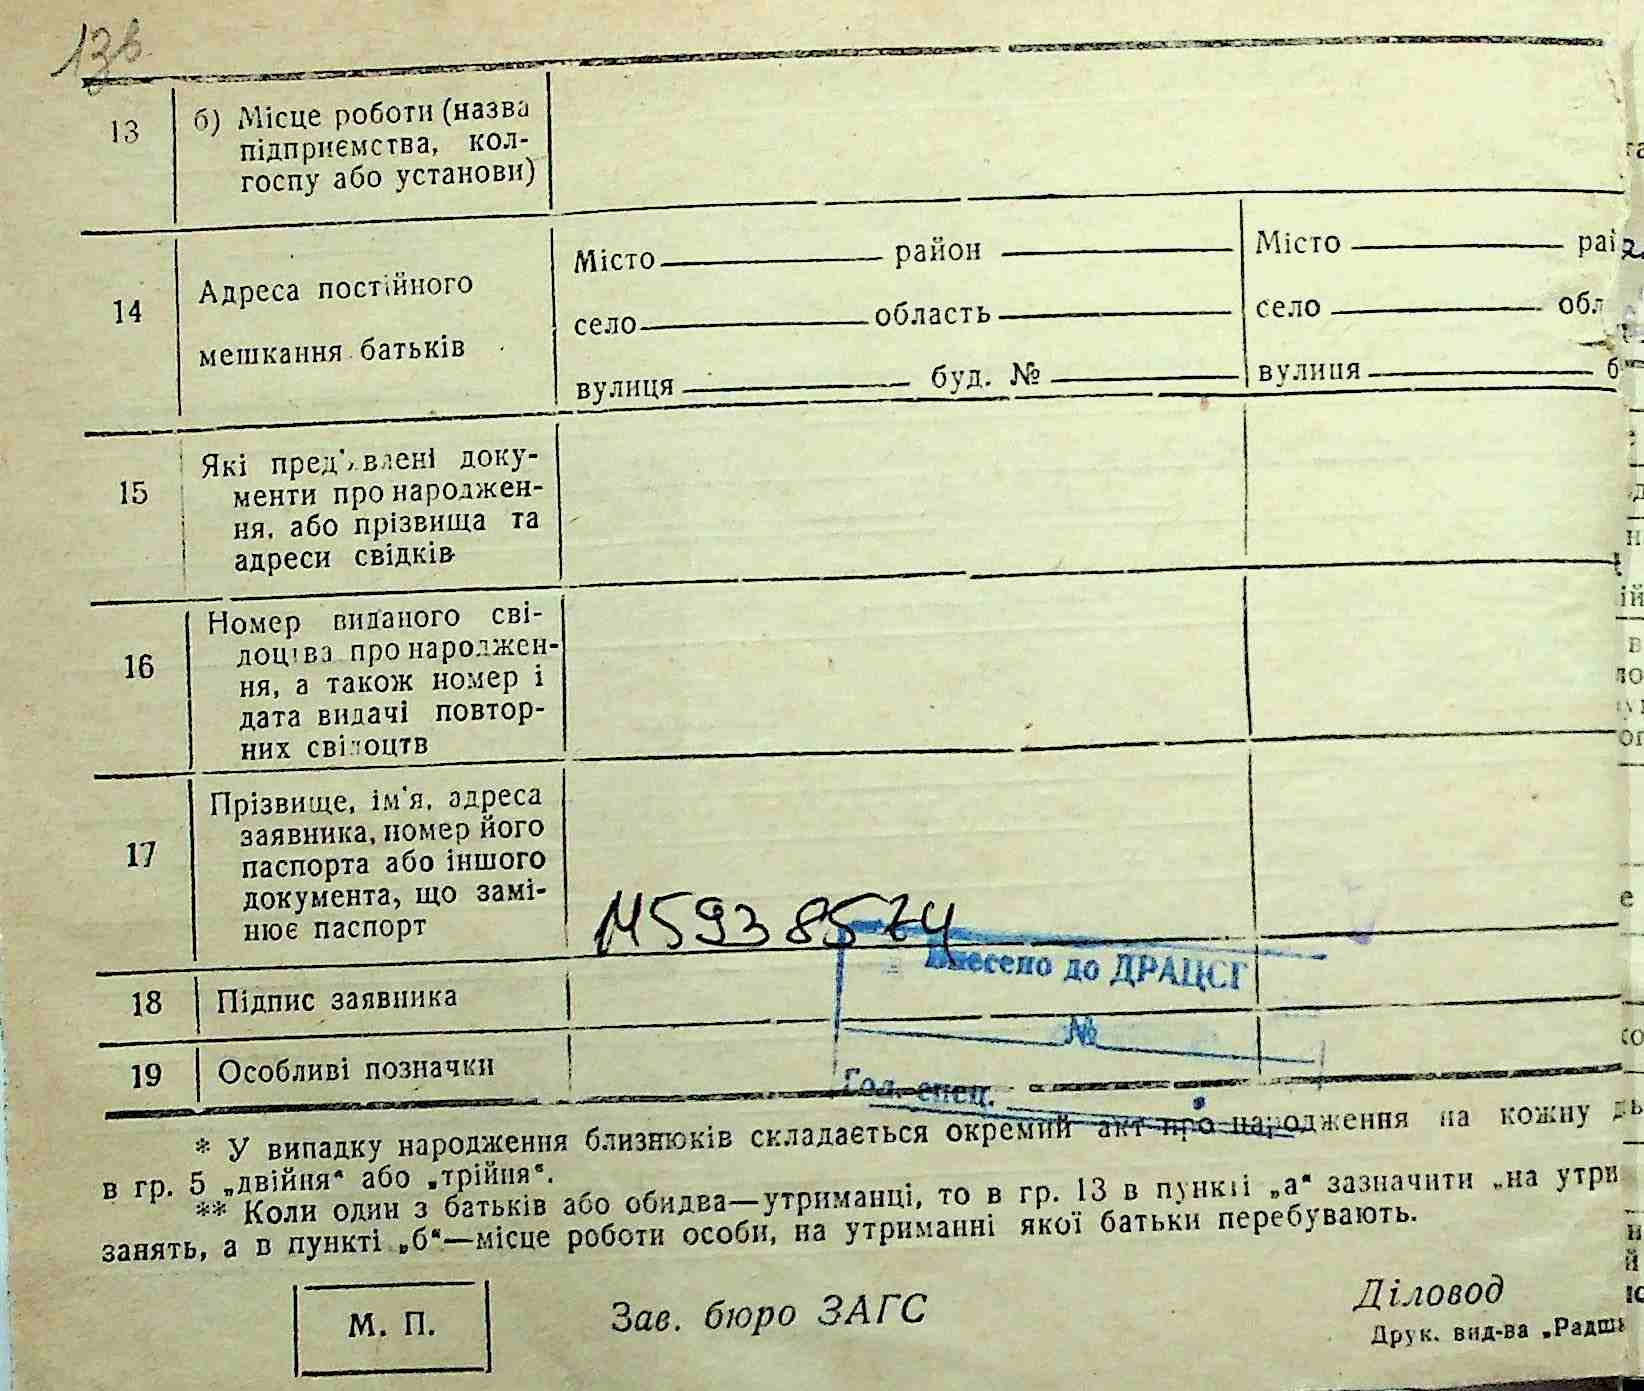 13в
13 б) Місце роботи (назва
підприємства, кол-
госпу або установи)
14 Адреса постійного
мешкання батьків
Місто район
село область
вулиця буд. №
Місто
село обл
вулиця б
15 Які пред'явлені доку-
менти про народжен-
ня, або прізвища та
адреси свідків
16 Номер виданого сві-
доцтва про народжен-
ня, а також номер і
дата видачі повтор-
них свідоцтв
17 Прізвище, ім'я, адреса
заявника, номер його
паспорта або іншого
документа, що замі-
нює паспорт
Внесено до ДРАЦСГ
18 Підпис заявника
№
19 Особливі позначки
Гол. спец.
* У випадку народження близнюків складається окремий акт про народження на кожну
в гр. 5 „двійня“ або „трійня“.
** Коли один з батьків або обидва—утриманці, то в гр. 13 в пункті „а“ зазначити „на утри
занять, а в пункті „б“—місце роботи особи, на утриманні якої батьки перебувають.
М. П.
Зав. бюро ЗАГС
Діловод
Друк. вид-ва